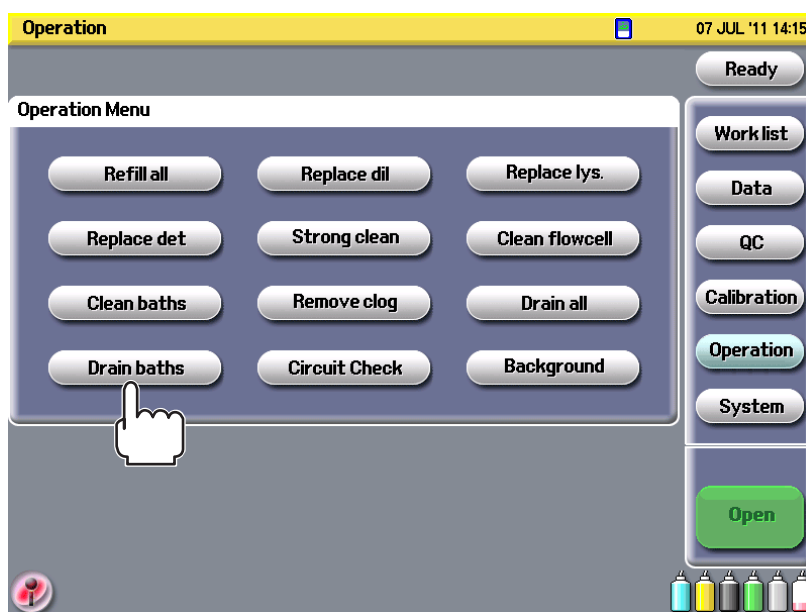 Operation
07 JUL '11 14:15
Ready
Operation Menu
Work list
Refill all
Replace dil
Replace lys.
Data
Replace det
Strong clean
Clean flowcell
QC
Clean baths
Remove clog
Drain all
Calibration
Drain baths
Circuit Check
Background
Operation
System
Open